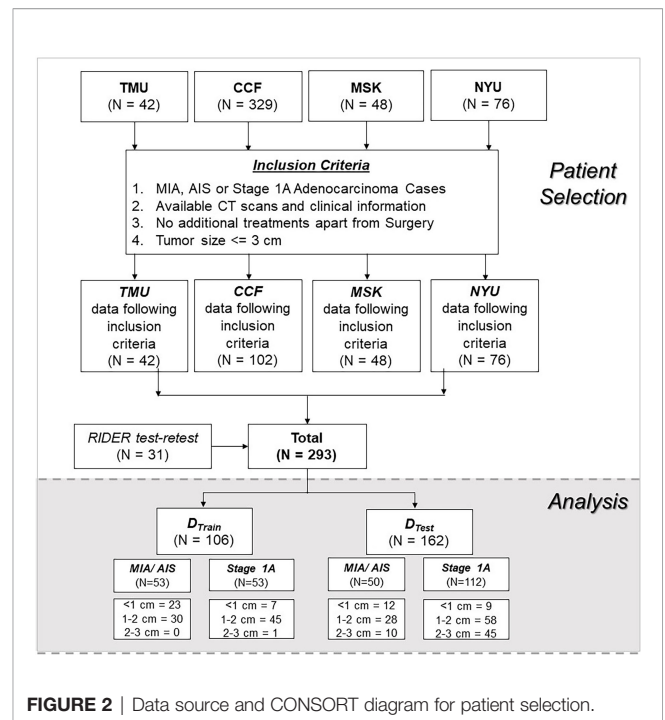 TMU
(N = 42)
CCF
(N = 329)
MSK
(N = 48)
NYU
(N = 76)
Inclusion Criteria
1. MIA, AIS or Stage 1A Adenocarcinoma Cases
2. Available CT scans and clinical information
3. No additional treatments apart from Surgery
4. Tumor size <= 3 cm
Patient
Selection
TMU
data following
inclusion
criteria
(N = 42)
CCF
data following
inclusion
criteria
(N = 102)
MSK
data following
inclusion
criteria
(N = 48)
NYU
data following
inclusion
criteria
(N = 76)
RIDER test-retest
(N = 31)
Total
(N = 293)
Analysis
DTrain
(N = 106)
DTest
(N = 162)
MIA/ AIS
(N=53)
Stage 1A
(N=53)
MIA/ AIS
(N=50)
Stage 1A
(N=112)
<1 cm = 23
1-2 cm = 30
2-3 cm = 0
<1 cm = 7
1-2 cm = 45
2-3 cm = 1
<1 cm = 12
1-2 cm = 28
2-3 cm = 10
<1 cm = 9
1-2 cm = 58
2-3 cm = 45
FIGURE 2 | Data source and CONSORT diagram for patient selection.